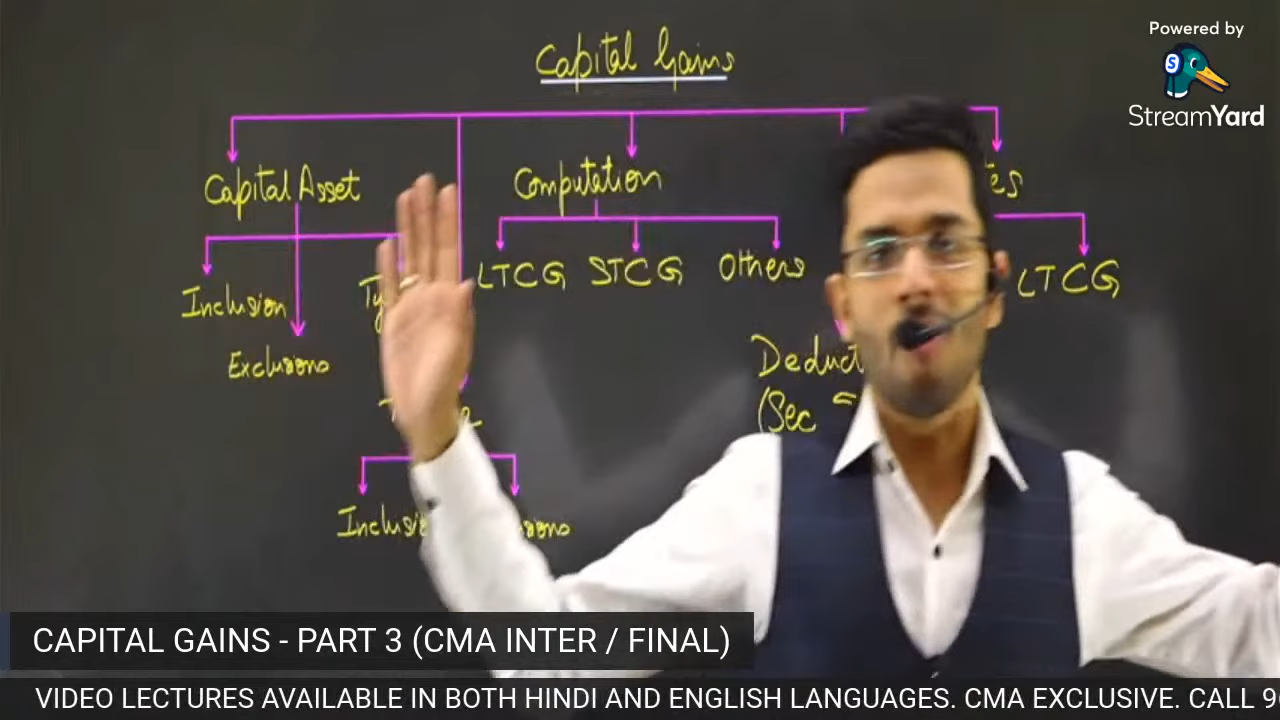 Powered by
StreamYard
Capital Gains
Capital Asset
Computation
Inclusion
Exclusions
LTCG STCG Others
LTCG
(Sec
CAPITAL GAINS - PART 3 (CMA INTER / FINAL)
VIDEO LECTURES AVAILABLE IN BOTH HINDI AND ENGLISH LANGUAGES. CMA EXCLUSIVE. CALL